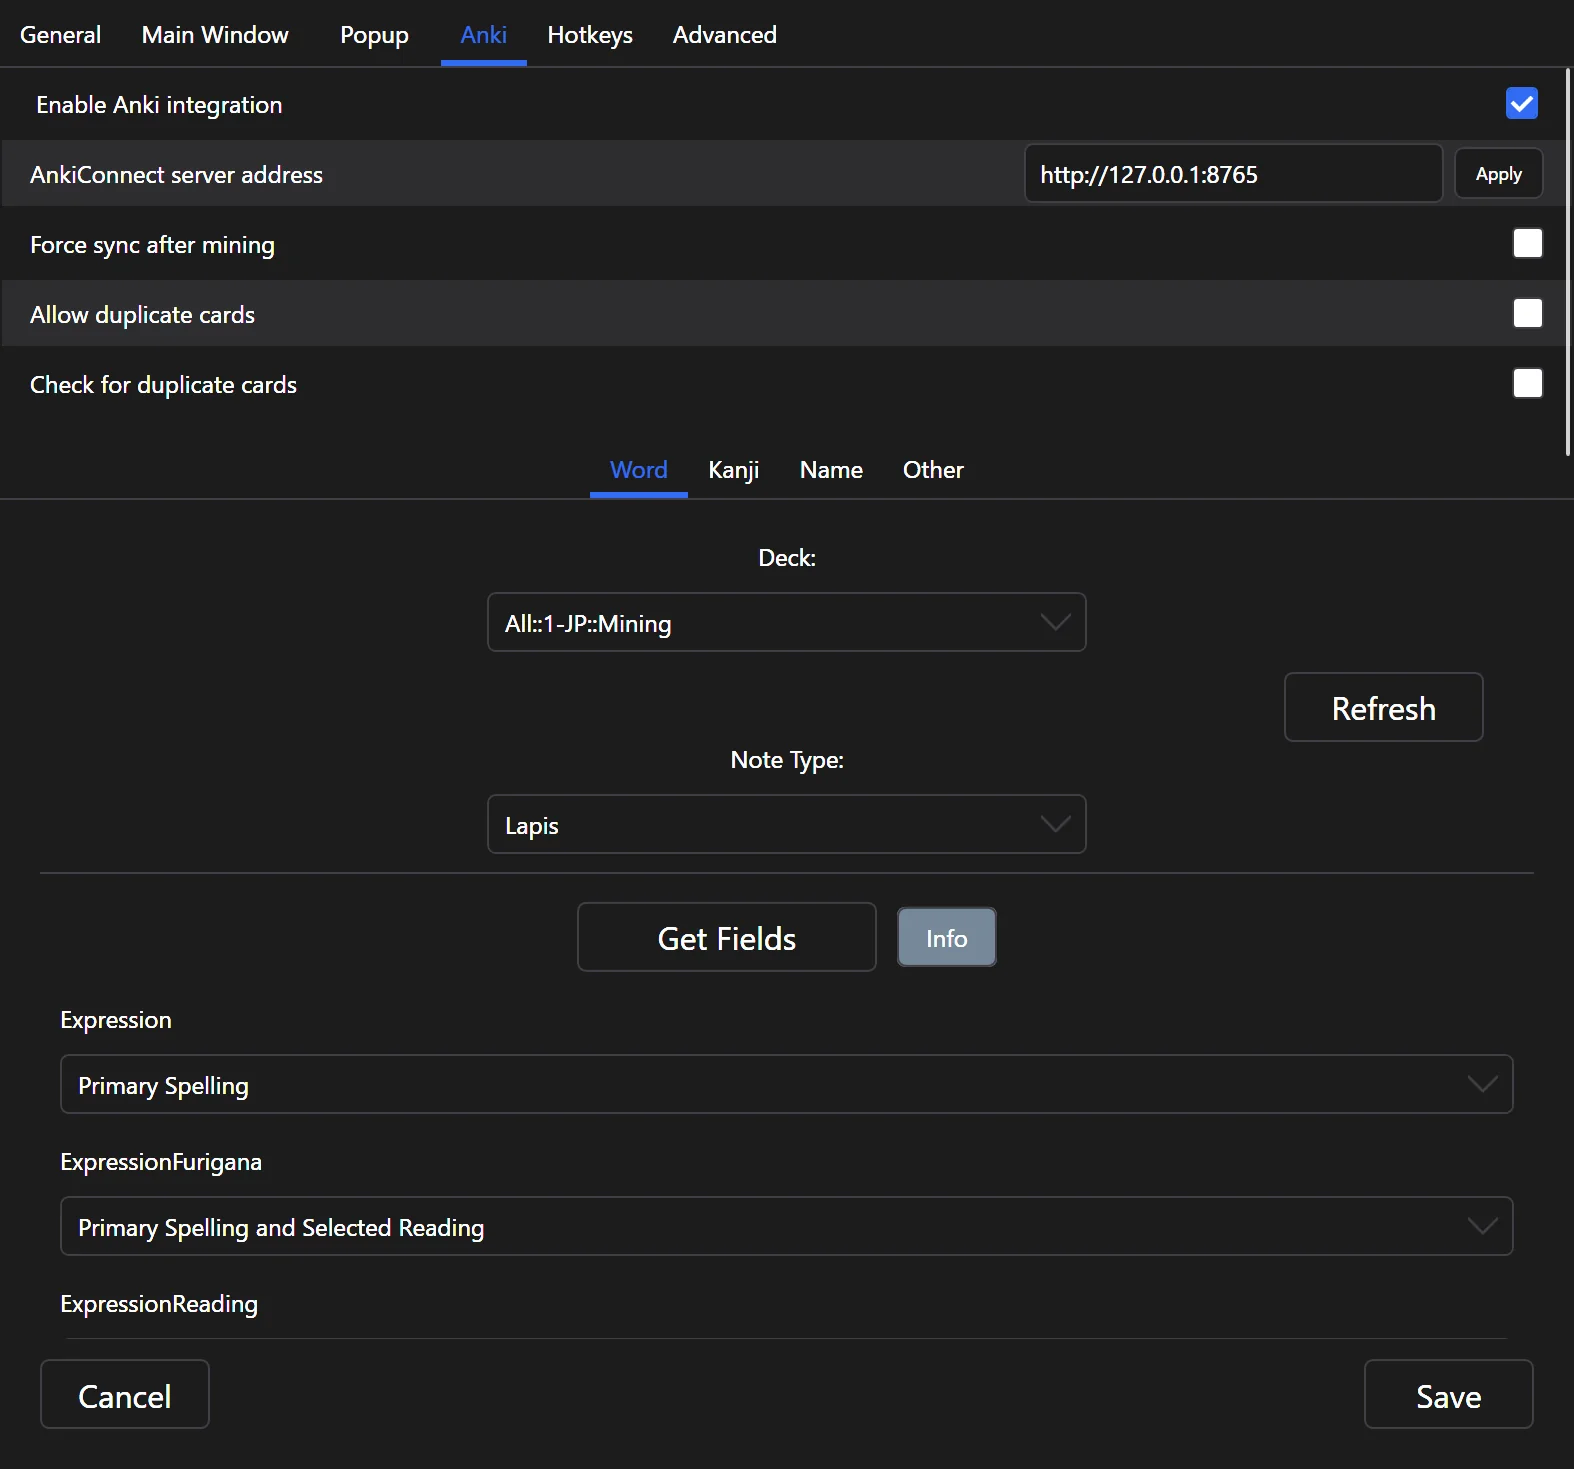 General Main Window Popup Anki Hotkeys Advanced
Enable Anki integration
AnkiConnect server address http://127.0.0.1:8765 Apply
Force sync after mining
Allow duplicate cards
Check for duplicate cards
Word Kanji Name Other
Deck:
All::1-JP::Mining
Refresh
Note Type:
Lapis
Get Fields Info
Expression
Primary Spelling
ExpressionFurigana
Primary Spelling and Selected Reading
ExpressionReading
Cancel Save